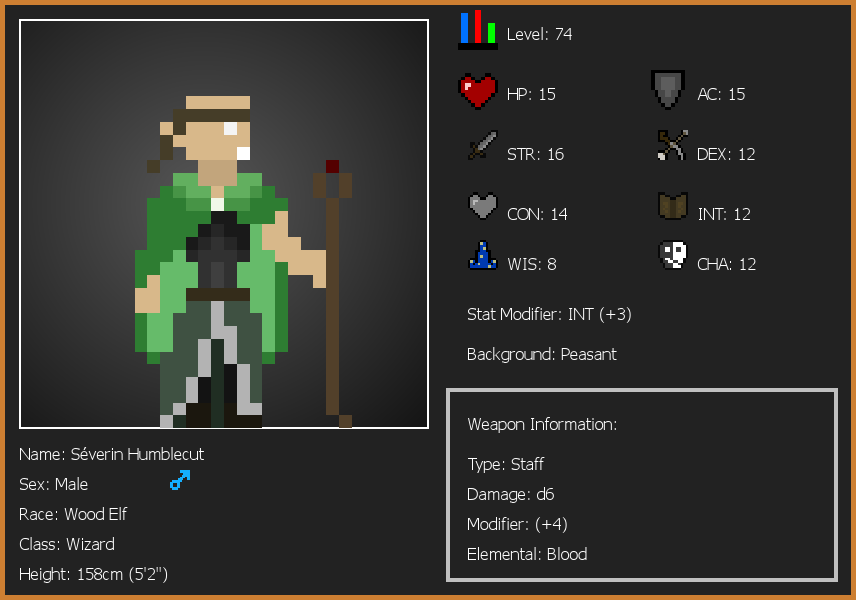 Level: 74
HP: 15
AC: 15
STR: 16
DEX: 12
CON: 14
INT: 12
WIS: 8
CHA: 12
Stat Modifier: INT (+3)
Background: Peasant
Weapon Information:
Type: Staff
Damage: d6
Modifier: (+4)
Elemental: Blood
Name: Séverin Humblecut
Sex: Male
Race: Wood Elf
Class: Wizard
Height: 158cm (5'2")